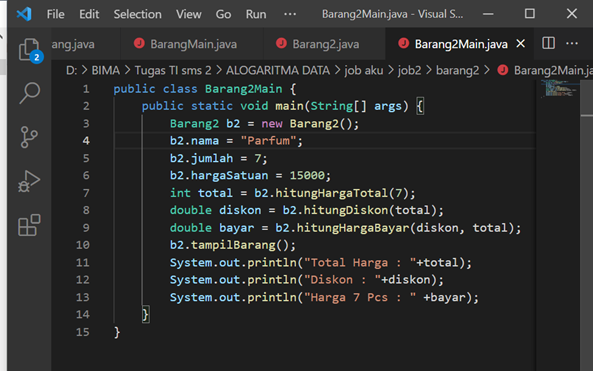 File Edit Selection View Go Run ··· Barang2Main.java - Visual S...
2
ang.java BarangMain.java Barang2.java Barang2Main.java
D: > BIMA > Tugas TI sms 2 > ALOGARITMA DATA > job aku > job2 > barang2 > Barang2Main.ja
1 public class Barang2Main {
2 public static void main(String[] args) {
3 Barang2 b2 = new Barang2();
4 b2.nama = "Parfum";
5 b2.jumlah = 7;
6 b2.hargaSatuan = 15000;
7 int total = b2.hitungHargaTotal(7);
8 double diskon = b2.hitungDiskon(total);
9 double bayar = b2.hitungHargaBayar(diskon, total);
10 b2.tampilBarang();
11 System.out.println("Total Harga : "+total);
12 System.out.println("Diskon : "+diskon);
13 System.out.println("Harga 7 Pcs : " +bayar);
14 }
15 }